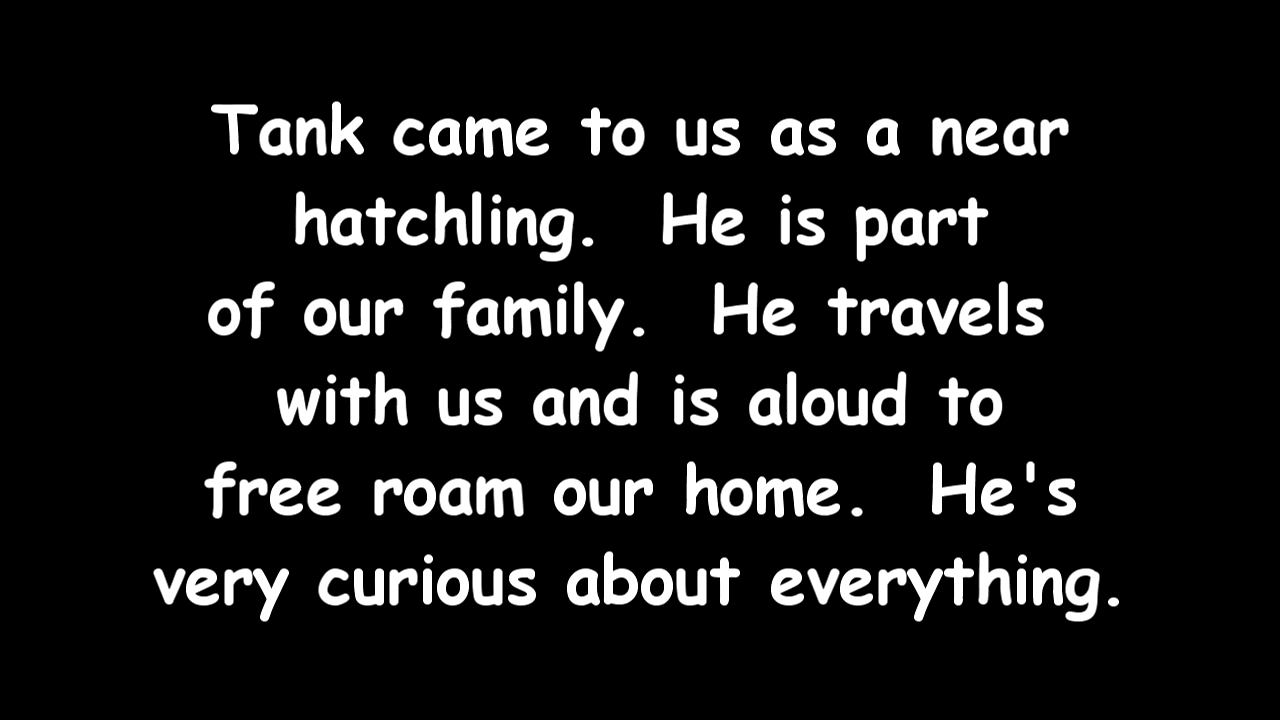 Tank came to us as a near
hatchling.  He is part
of our family.  He travels
with us and is aloud to
free roam our home.  He's
very curious about everything.